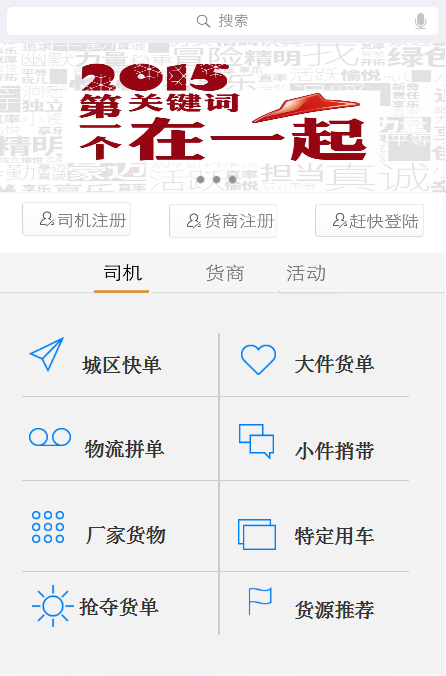 搜索
2015
第一个
关键词
在一起
司机注册 货商注册 赶快登陆
司机 货商 活动
城区快单 大件货单
物流拼单 小件捎带
厂家货物 特定用车
抢夺货单 货源推荐